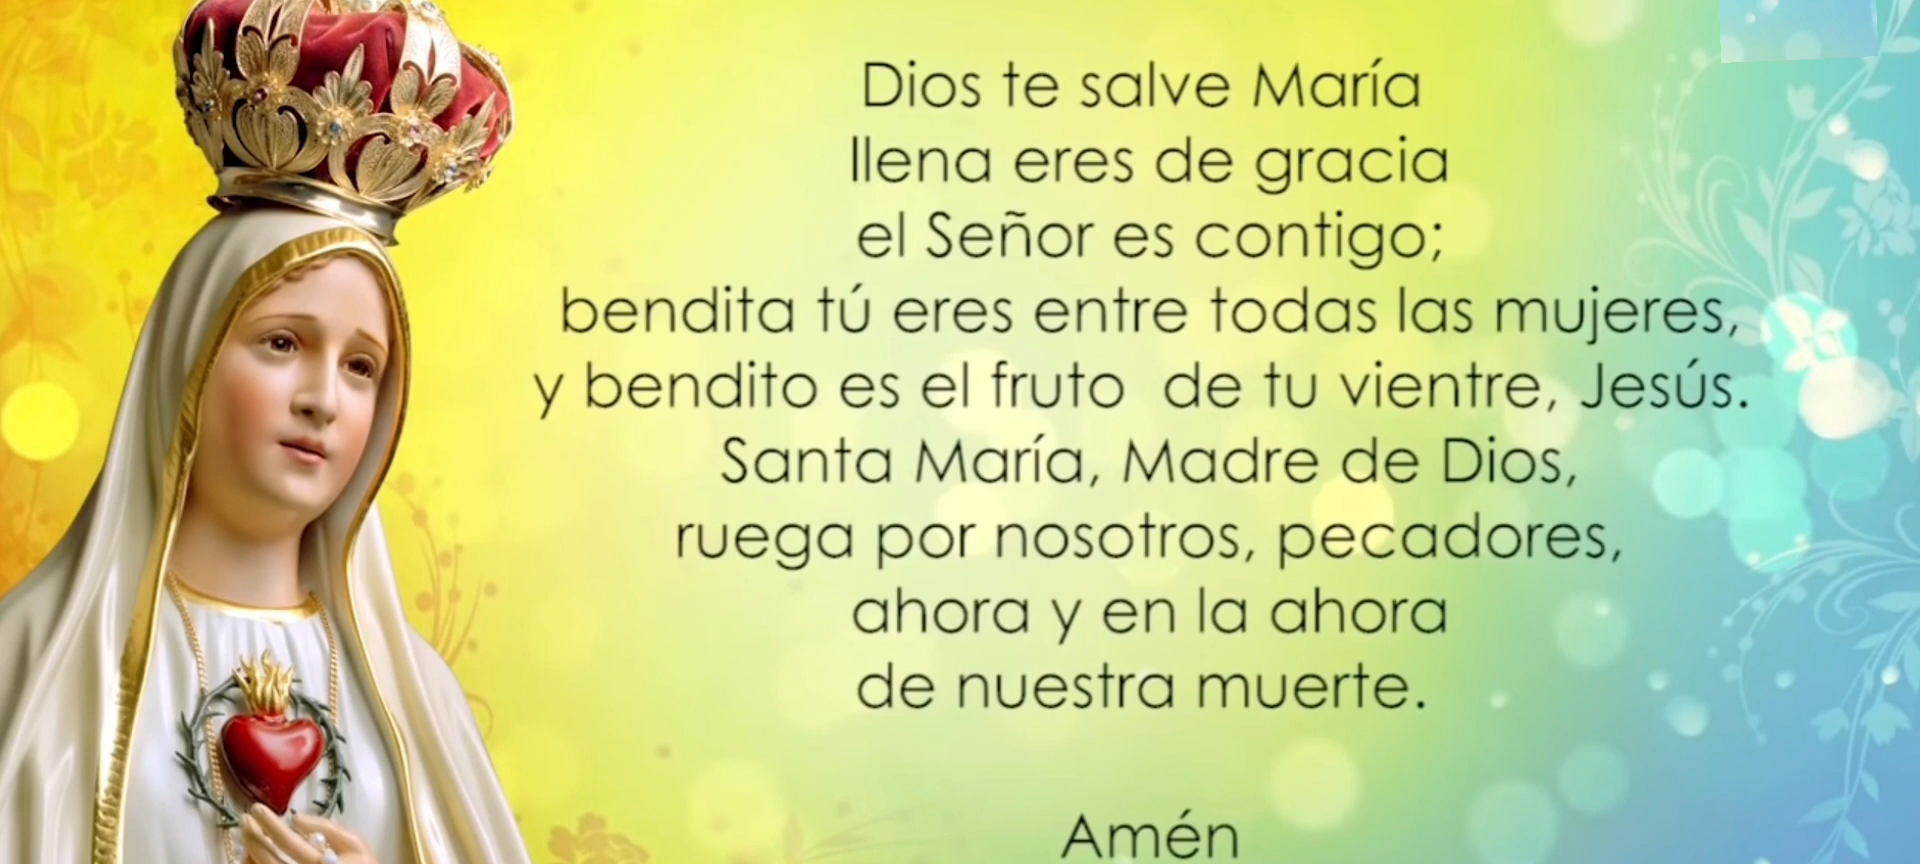 Dios te salve María
llena eres de gracia
el Señor es contigo;
bendita tú eres entre todas las mujeres,
y bendito es el fruto  de tu vientre, Jesús.
Santa María, Madre de Dios,
ruega por nosotros, pecadores,
ahora y en la ahora
de nuestra muerte.
Amén